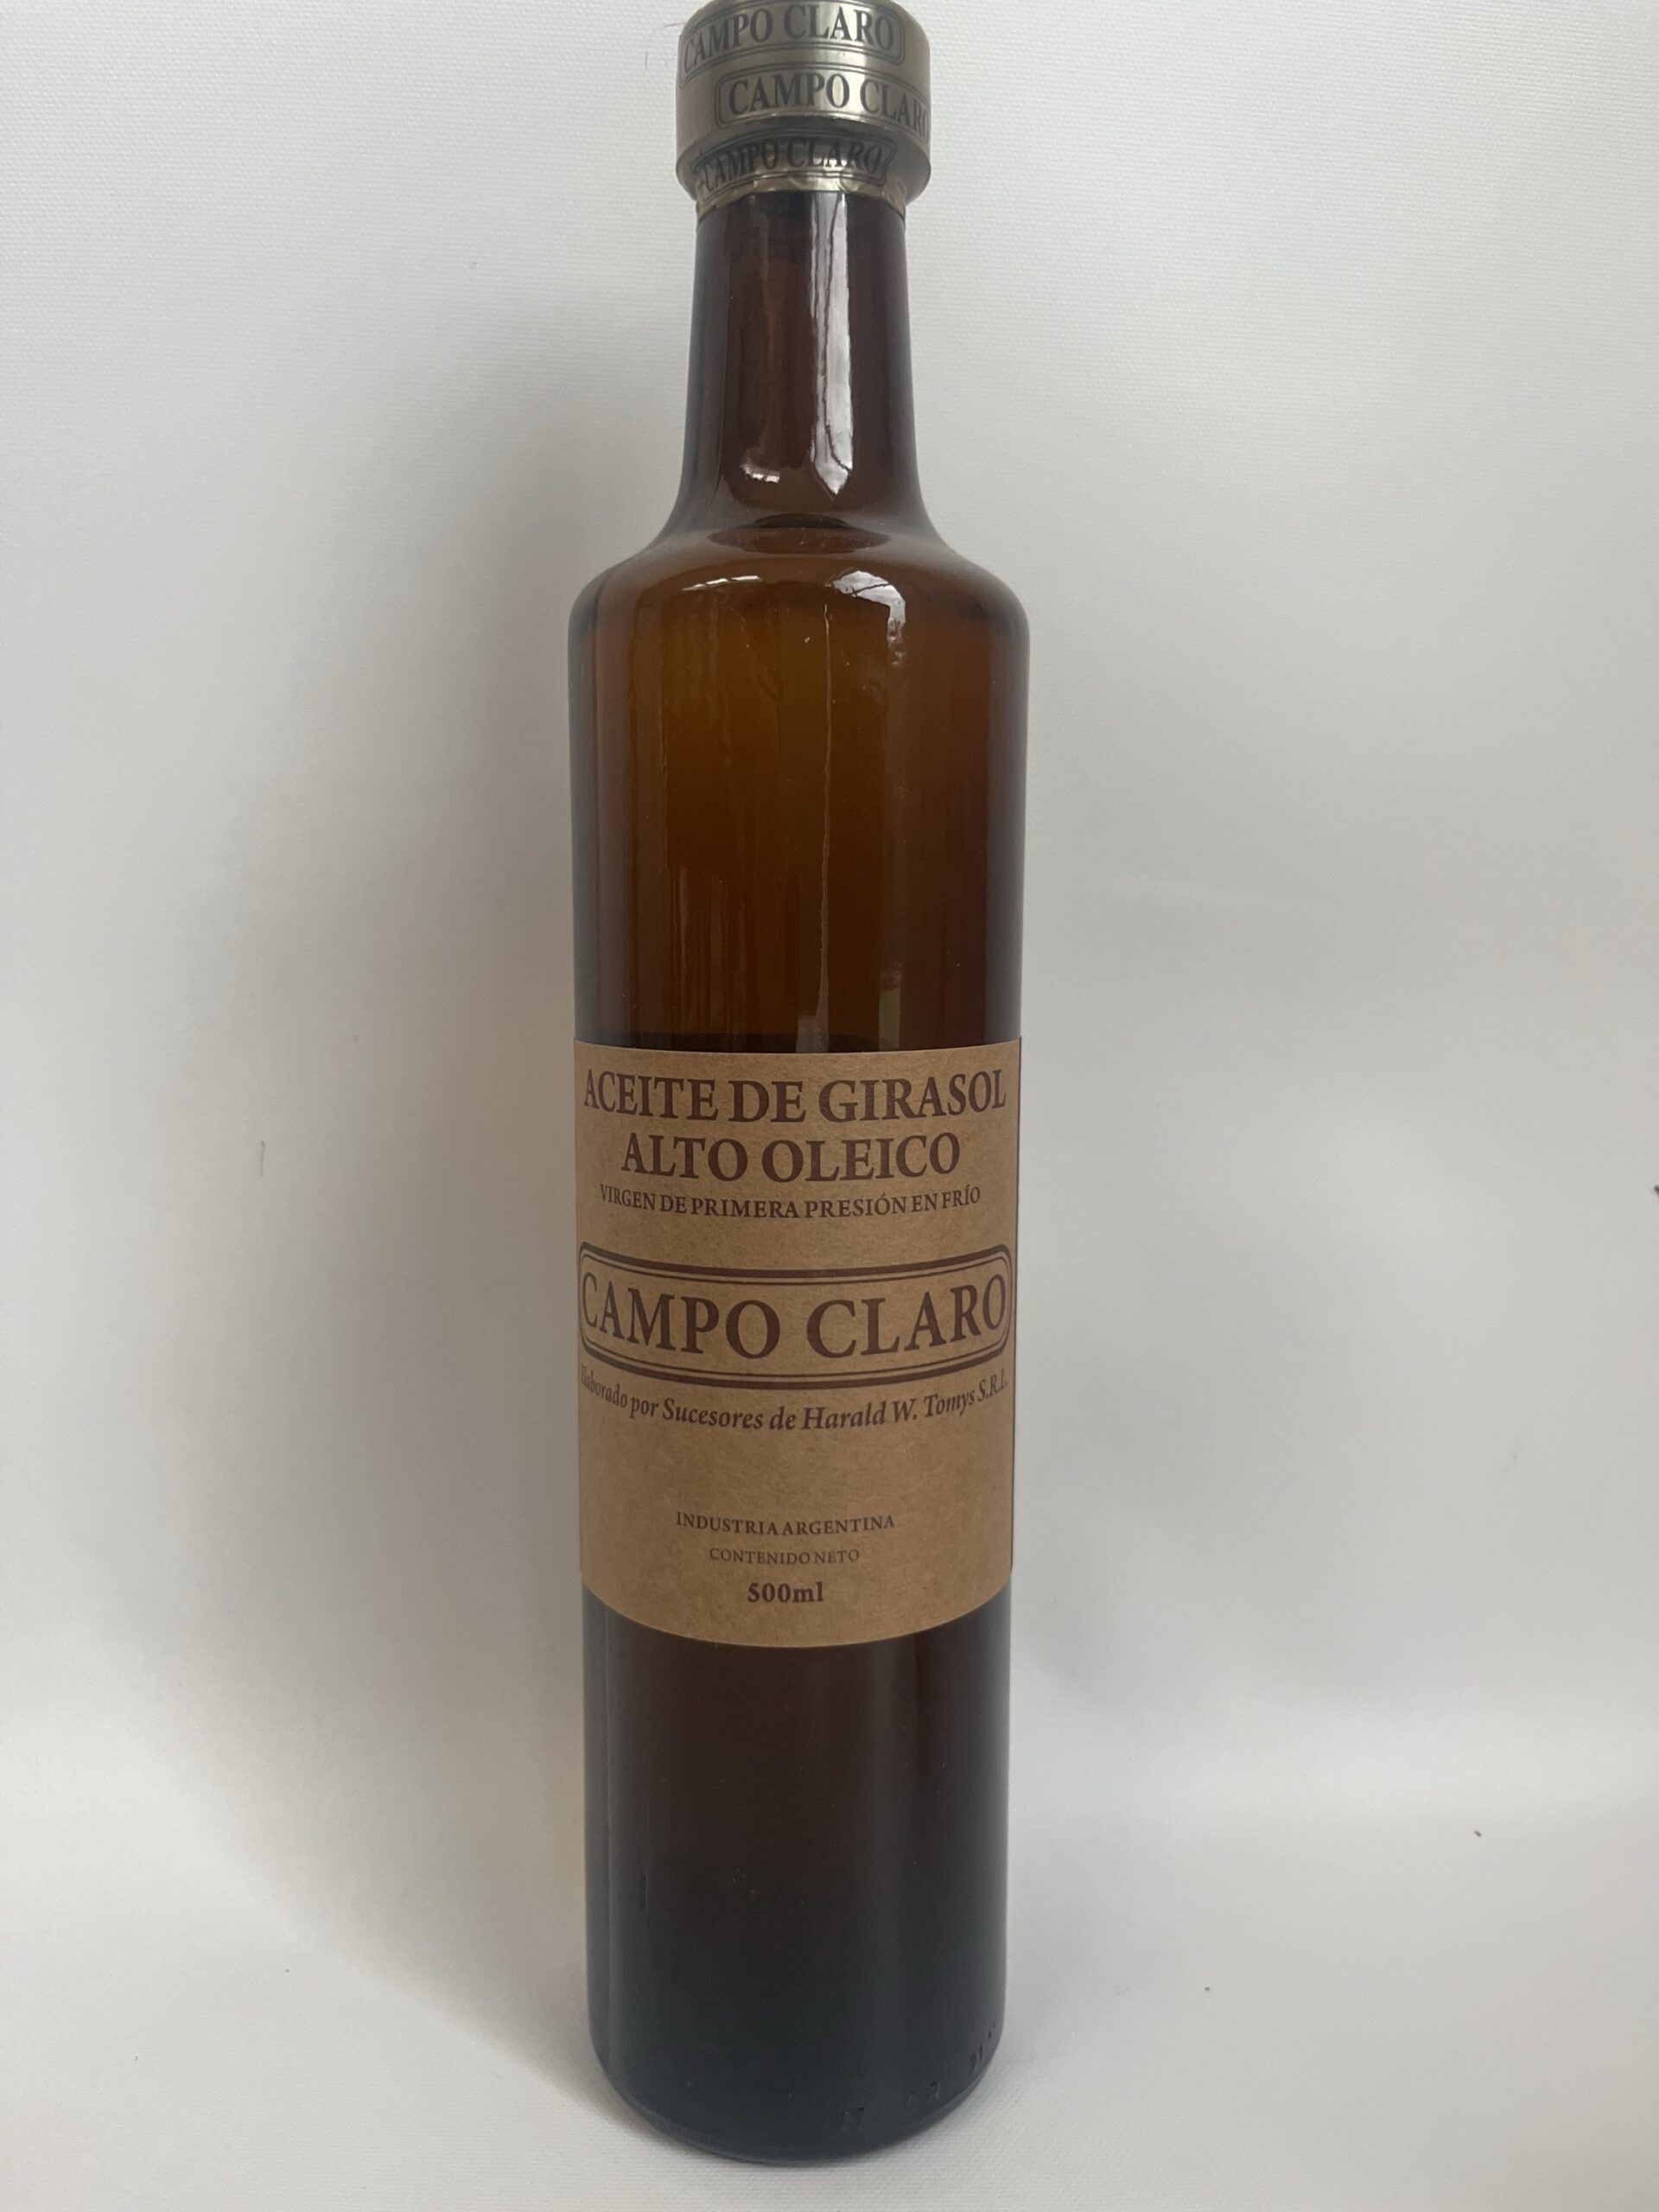 CAMPO CLARO
CAMPO CLARO
CAMPO CLARO
ACEITE DE GIRASOL
ALTO OLEICO
VIRGEN DE PRIMERA PRESIÓN EN FRÍO
CAMPO CLARO
Elaborado por Sucesores de Harald W. Tomys S.R.L.
INDUSTRIA ARGENTINA
CONTENIDO NETO
500ml